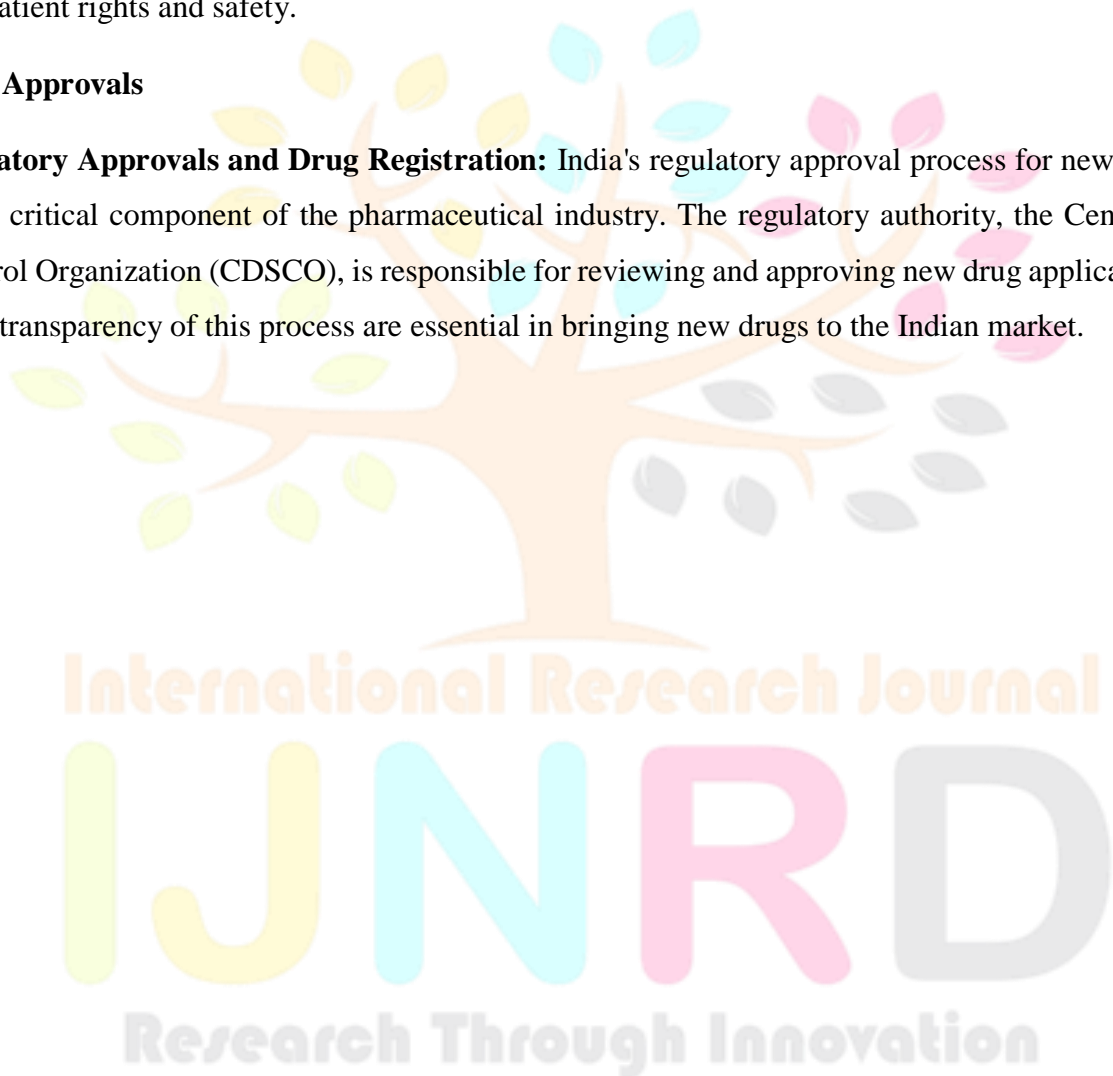 atient rights and safety.
Approvals
atory Approvals and Drug Registration: India's regulatory approval process for new
critical component of the pharmaceutical industry. The regulatory authority, the Cen
rol Organization (CDSCO), is responsible for reviewing and approving new drug applica
transparency of this process are essential in bringing new drugs to the Indian market.
International Research Journal
IJNRD
Research Through Innovation